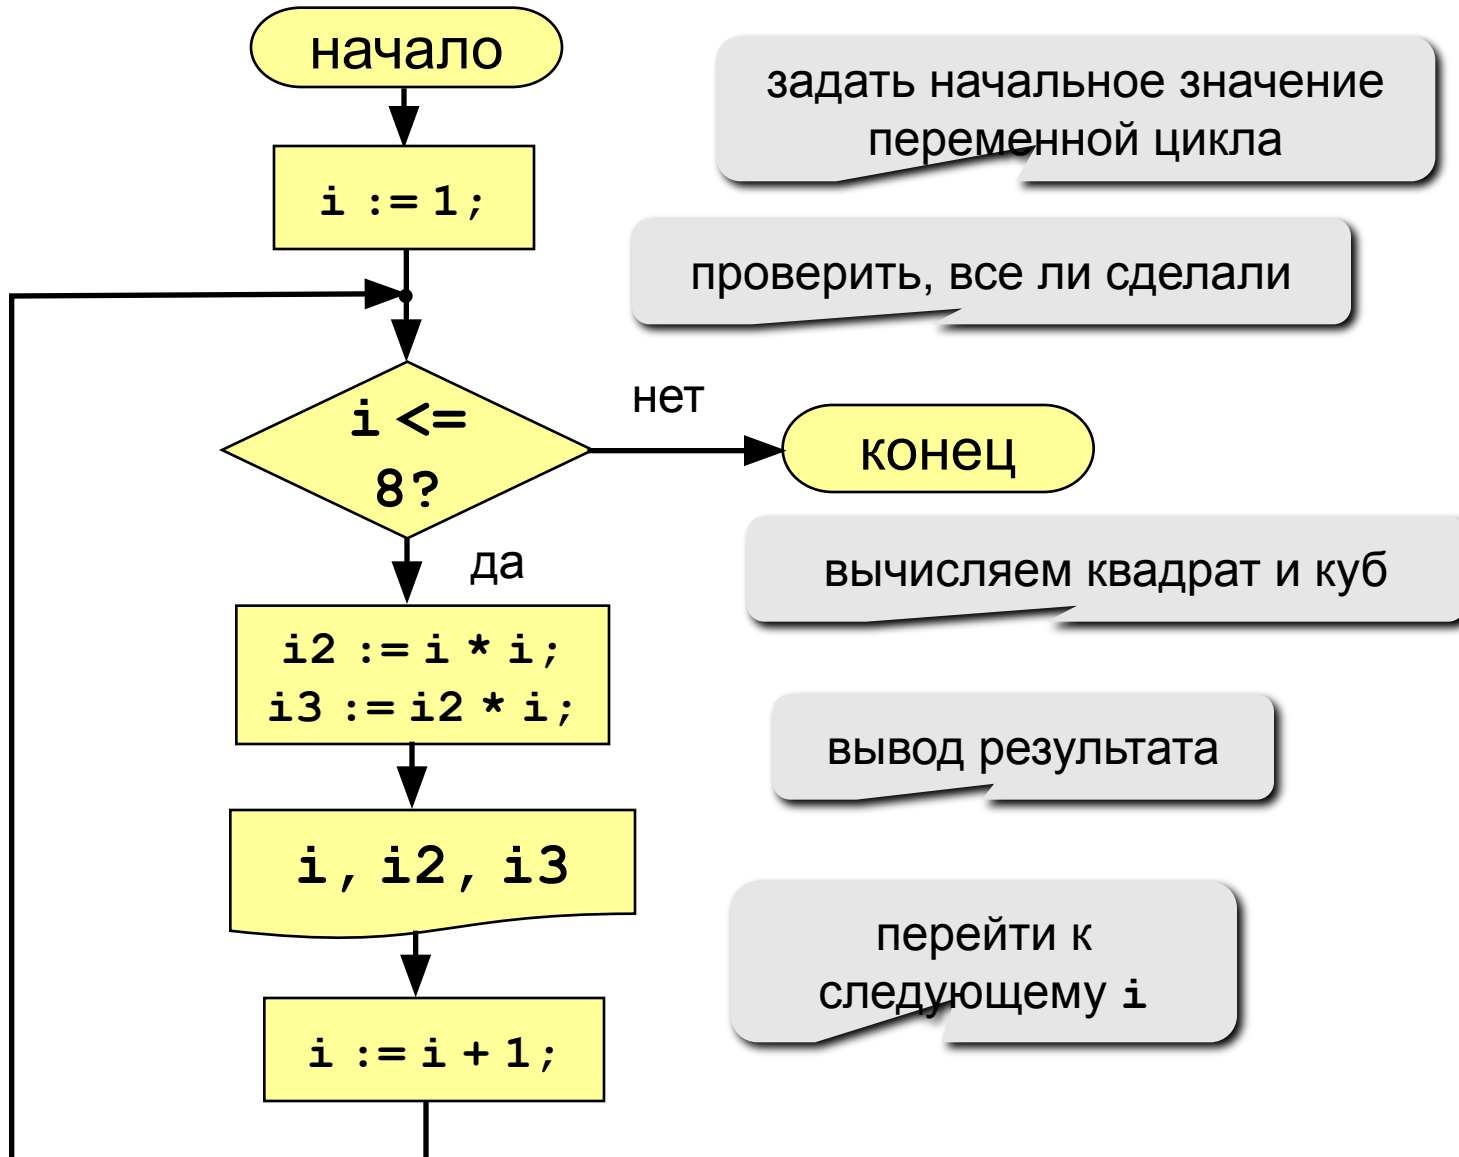 начало
задать начальное значение
переменной цикла
i := 1;
проверить, все ли сделали
i <=
8?
нет
конец
да
вычисляем квадрат и куб
i2 := i * i;
i3 := i2 * i;
вывод результата
i, i2, i3
перейти к
следующему i
i := i + 1;